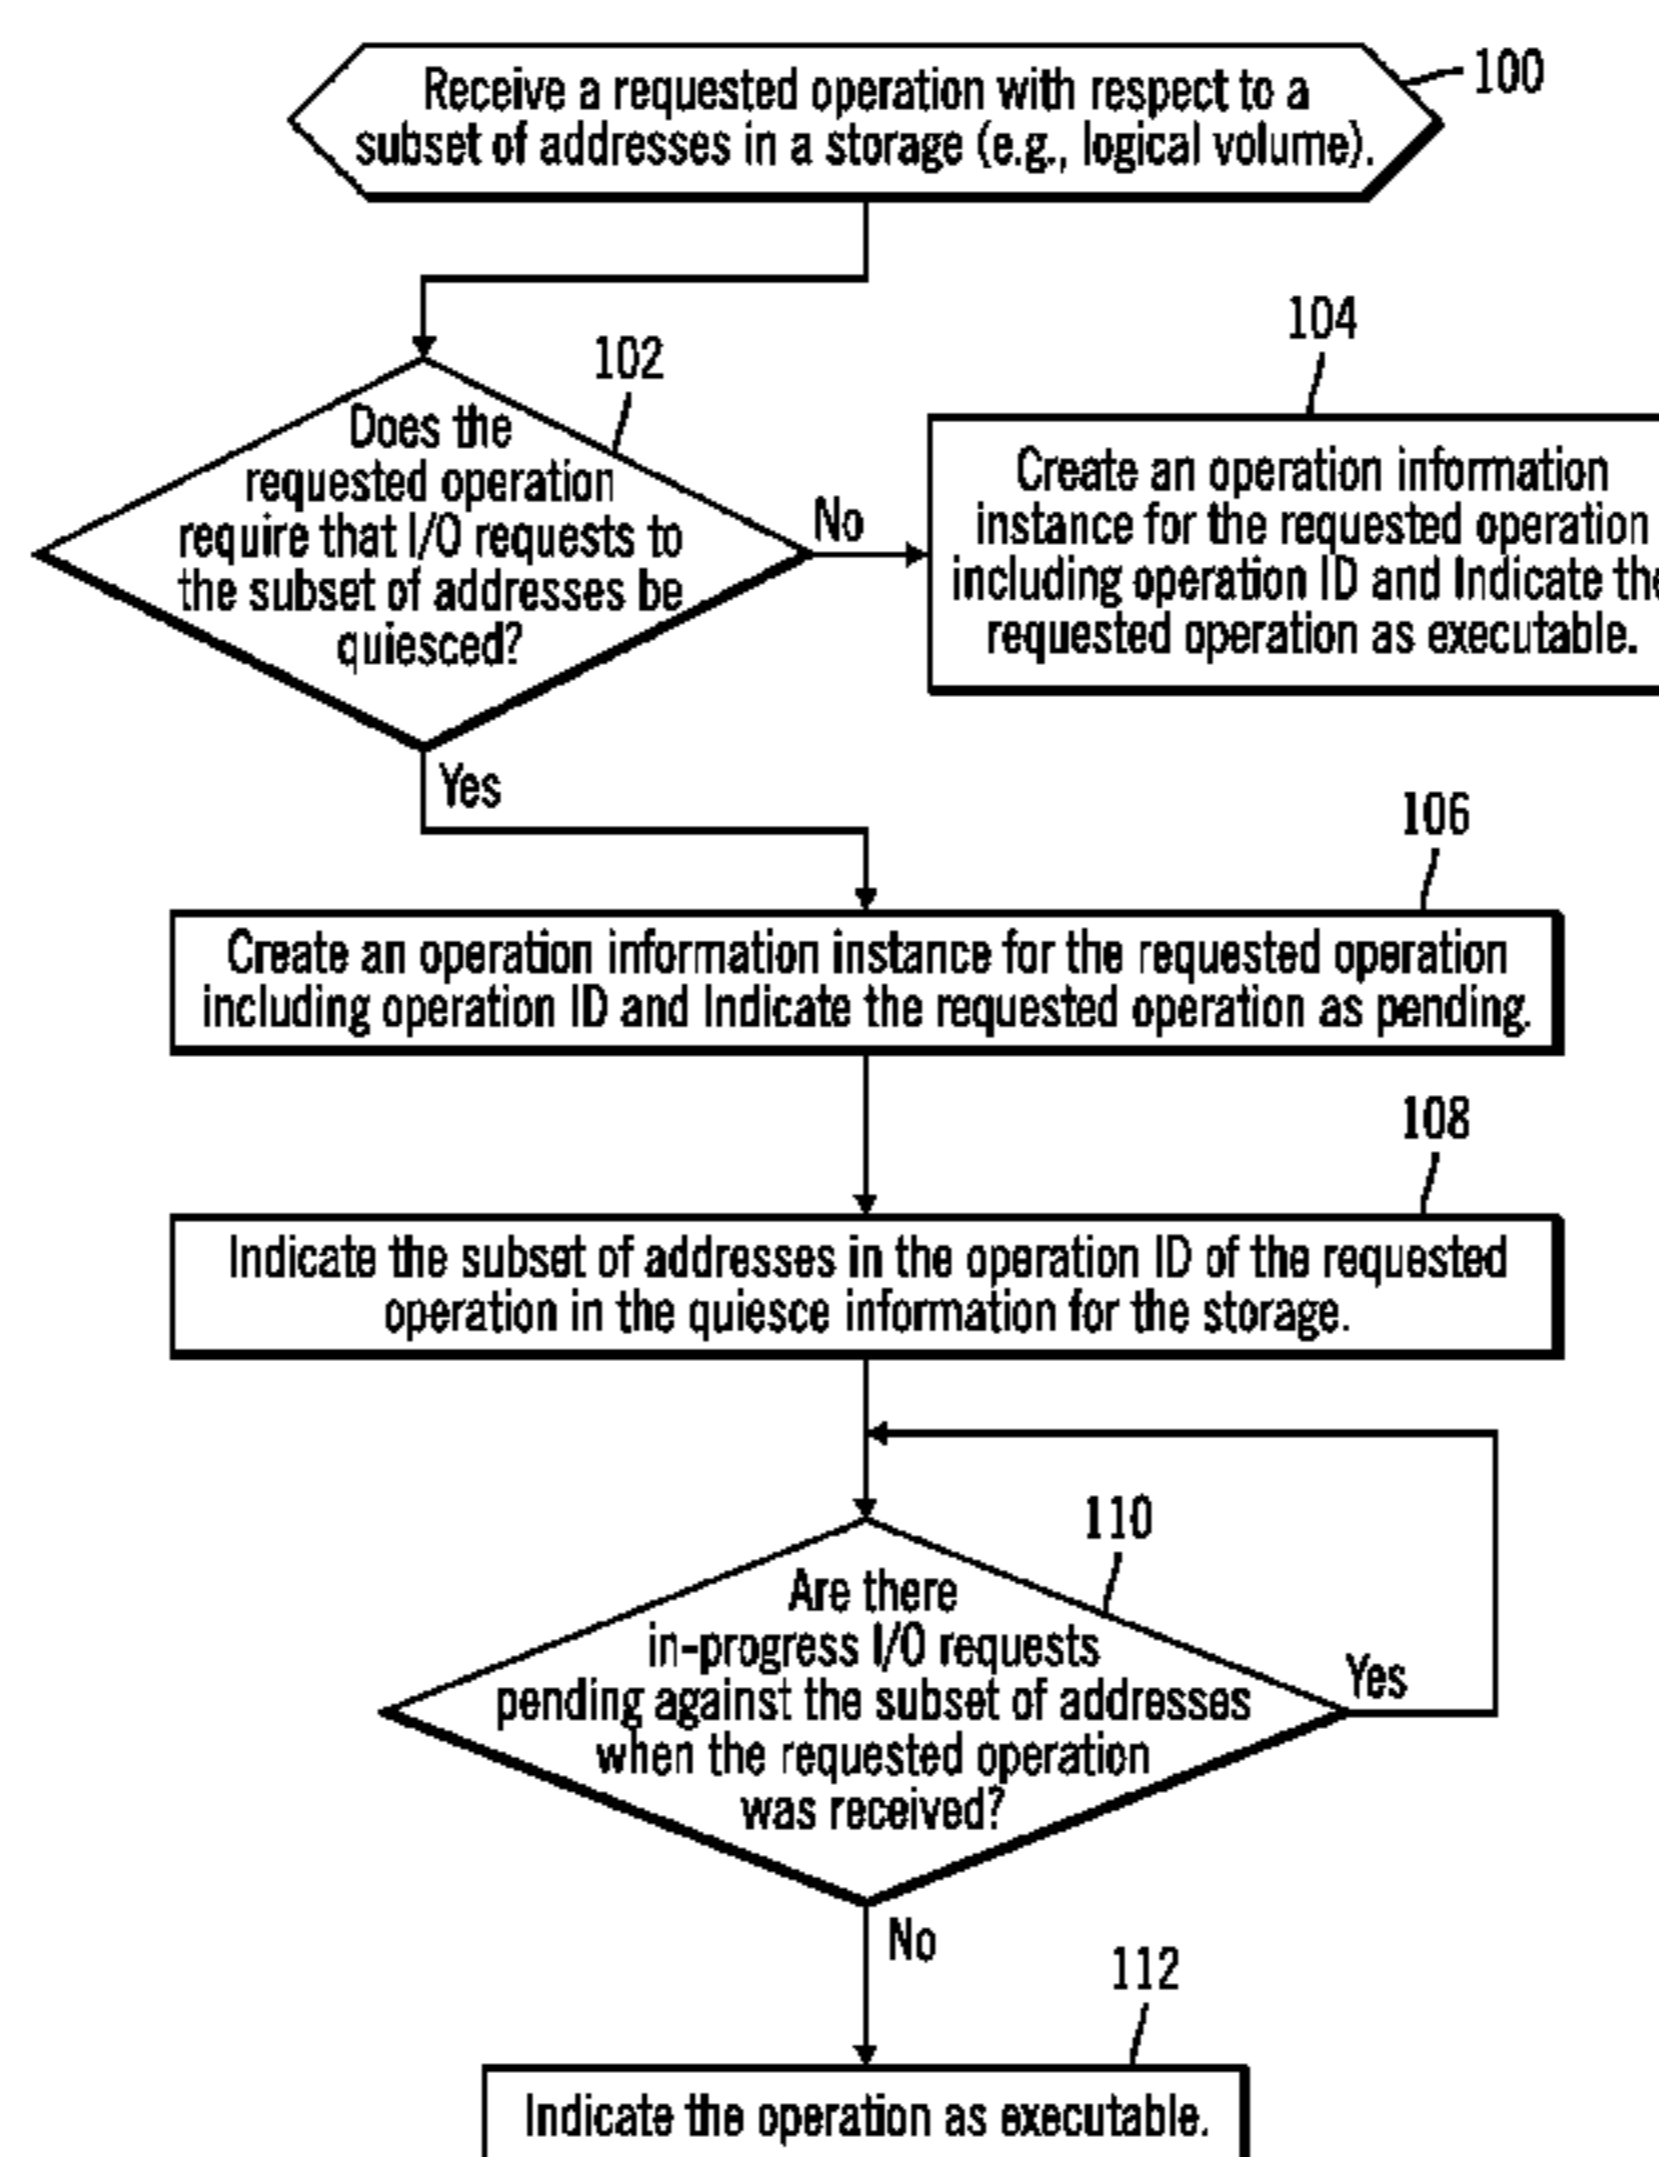 Receive a requested operation with respect to a
subset of addresses in a storage (e.g., logical volume).
100
102
Does the
requested operation
require that I/O requests to
the subset of addresses be
quiesced?
No
Yes
104
Create an operation information
instance for the requested operation
including operation ID and Indicate the
requested operation as executable.
106
Create an operation information instance for the requested operation
including operation ID and Indicate the requested operation as pending.
108
Indicate the subset of addresses in the operation ID of the requested
operation in the quiesce information for the storage.
110
Are there
in-progress I/O requests
pending against the subset of addresses
when the requested operation
was received?
Yes
No
112
Indicate the operation as executable.